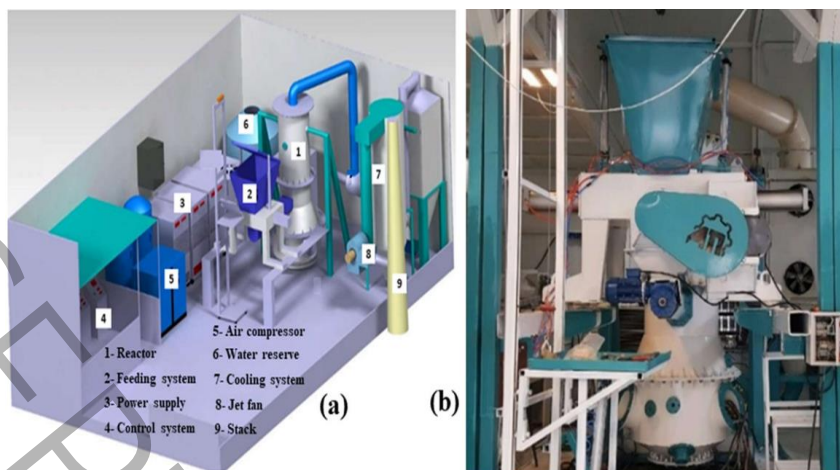 6
1
2
7
3
8
5
9
4
5- Air compressor
1- Reactor
6- Water reserve
2- Feeding system
7- Cooling system
3- Power supply
8- Jet fan
4- Control system
9- Stack
(a)
(b)